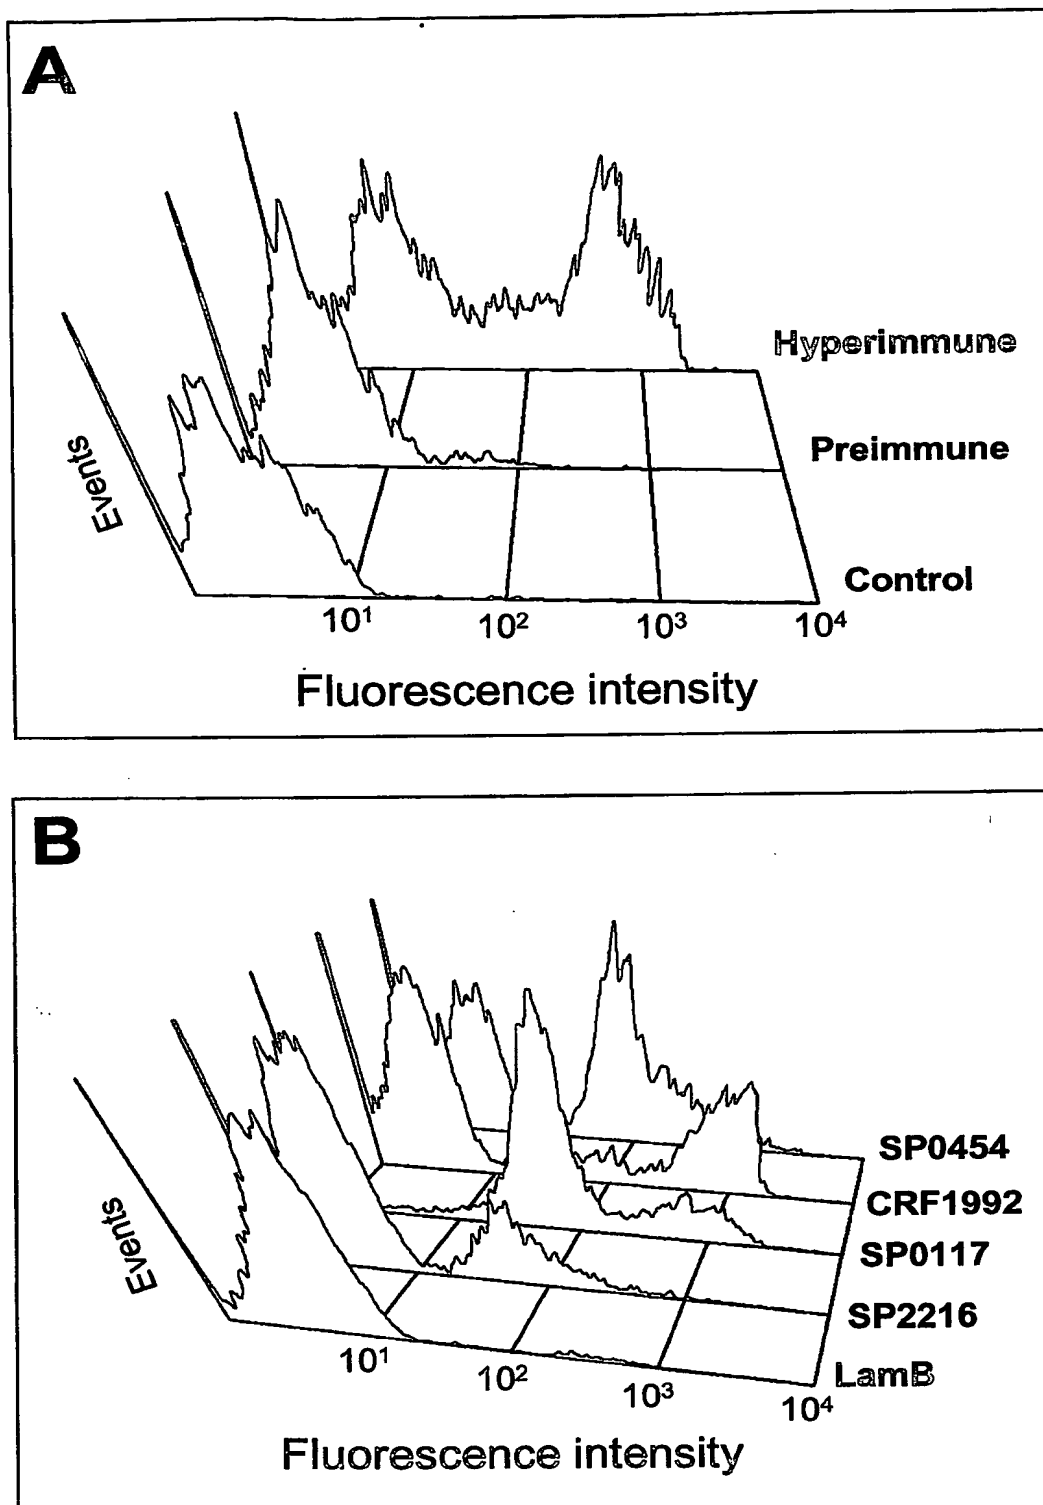 A
Hyperimmune
Preimmune
Control
Events
10¹ 10² 10³ 10⁴
Fluorescence intensity
B
SP0454
CRF1992
SP0117
SP2216
LamB
Events
10¹ 10² 10³ 10⁴
Fluorescence intensity